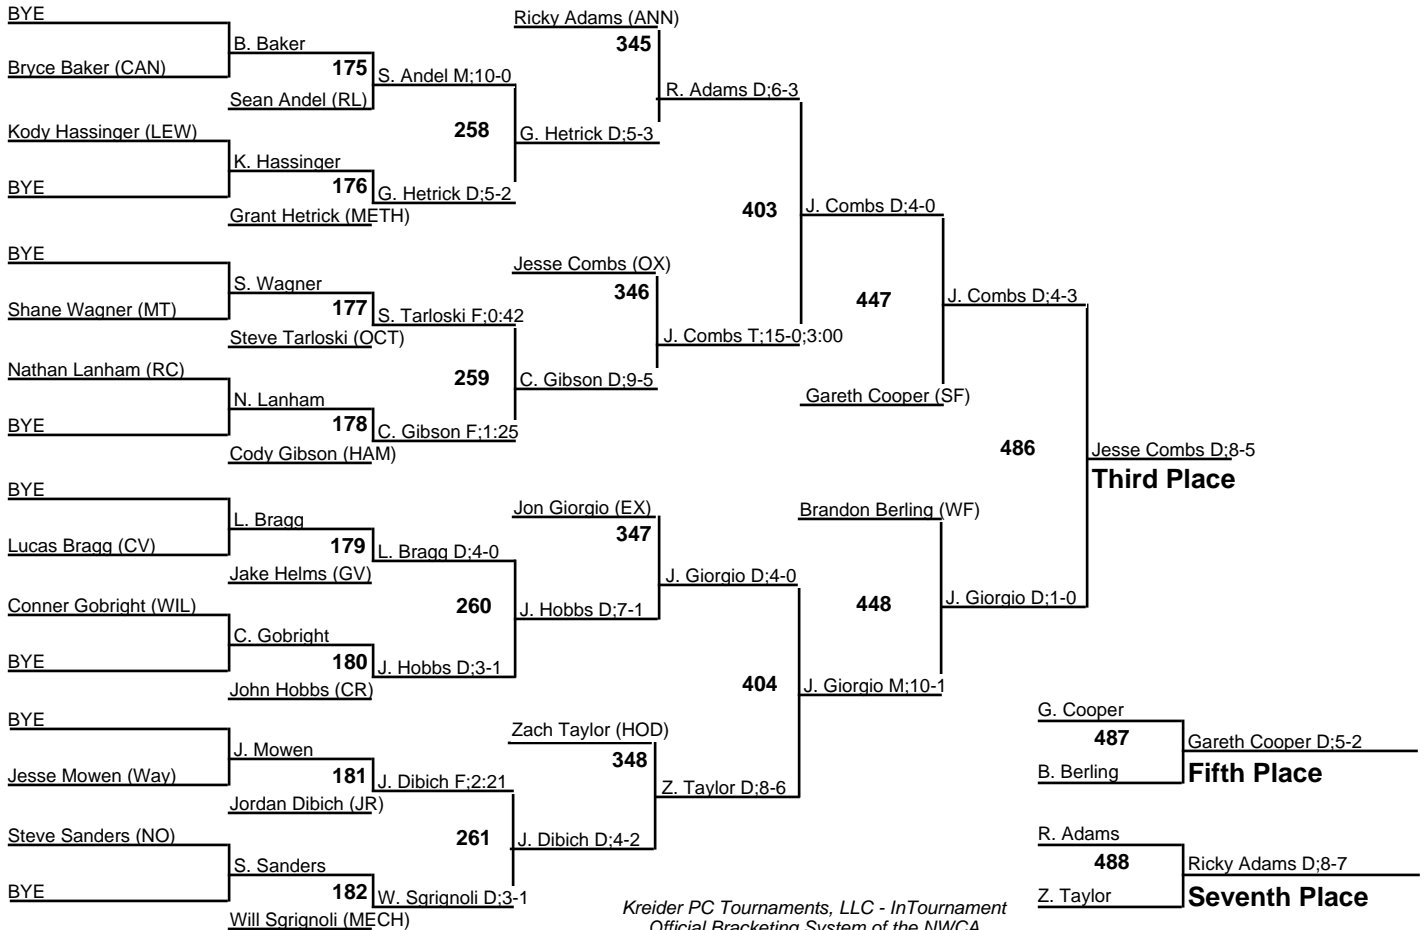 BYE
Bryce Baker (CAN)
Kody Hassinger (LEW)
BYE
BYE
Shane Wagner (MT)
Nathan Lanham (RC)
BYE
BYE
Lucas Bragg (CV)
Conner Gobright (WIL)
BYE
BYE
Jesse Mowen (Way)
Steve Sanders (NO)
BYE
B. Baker
175
Sean Andel (RL)
K. Hassinger
176
Grant Hetrick (METH)
S. Wagner
177
Steve Tarloski (OCT)
N. Lanham
178
Cody Gibson (HAM)
L. Bragg
179
Jake Helms (GV)
C. Gobright
180
John Hobbs (CR)
J. Mowen
181
Jordan Dibich (JR)
S. Sanders
182
Will Sgrignoli (MECH)
S. Andel M;10-0
258
G. Hetrick D;5-2
S. Tarloski F;0:42
259
C. Gibson F;1:25
L. Bragg D;4-0
260
J. Hobbs D;3-1
J. Dibich F;2:21
261
W. Sgrignoli D;3-1
Ricky Adams (ANN)
345
G. Hetrick D;5-3
Jesse Combs (OX)
346
C. Gibson D;9-5
Jon Giorgio (EX)
347
J. Hobbs D;7-1
Zach Taylor (HOD)
348
J. Dibich D;4-2
R. Adams D;6-3
403
J. Combs T;15-0;3:00
J. Giorgio D;4-0
404
Z. Taylor D;8-6
J. Combs D;4-0
447
Gareth Cooper (SF)
Brandon Berling (WF)
448
J. Giorgio M;10-1
J. Combs D;4-3
486
J. Giorgio D;1-0
Jesse Combs D;8-5
Third Place
G. Cooper
487
B. Berling
Gareth Cooper D;5-2
Fifth Place
R. Adams
488
Z. Taylor
Ricky Adams D;8-7
Seventh Place
Kreider PC Tournaments, LLC - InTournament
Official Bracketing System of the NWCA